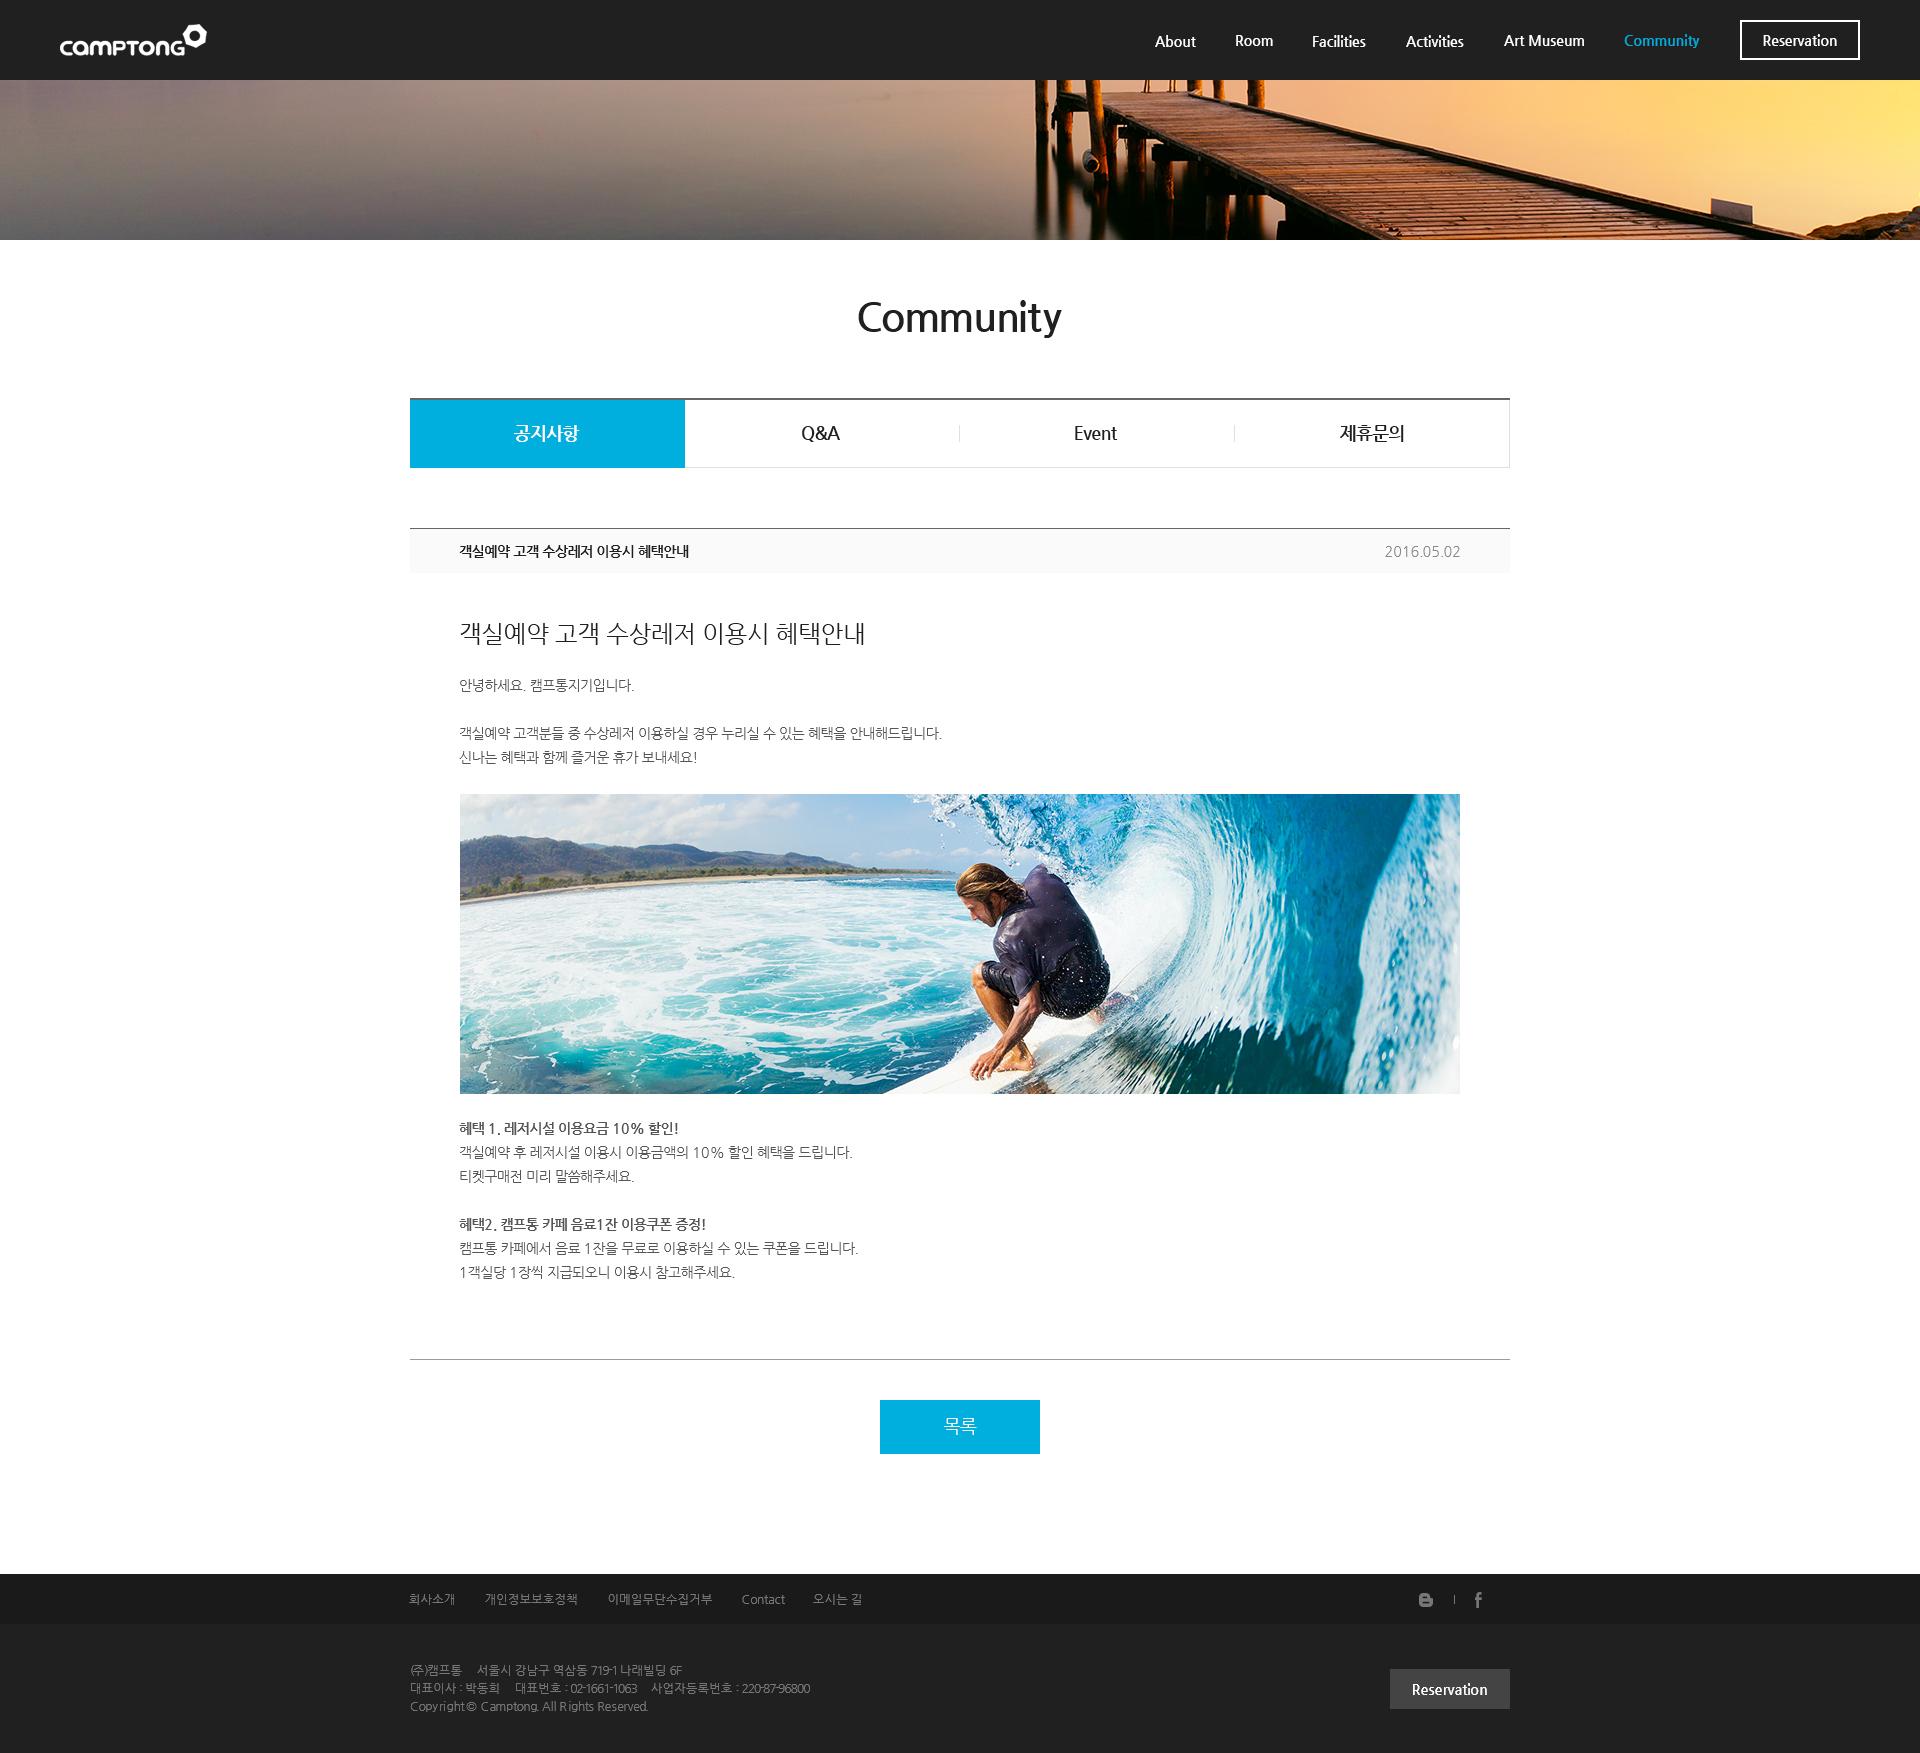 camptong
About Room Facilities Activities Art Museum Community Reservation
Community
공지사항 Q&A Event 제휴문의
객실예약 고객 수상레저 이용시 혜택안내 2016.05.02
객실예약 고객 수상레저 이용시 혜택안내
안녕하세요. 캠프통지기입니다.
객실예약 고객분들 중 수상레저 이용하실 경우 누리실 수 있는 혜택을 안내해드립니다.
신나는 혜택과 함께 즐거운 휴가 보내세요!
혜택 1. 레저시설 이용요금 10% 할인!
객실예약 후 레저시설 이용시 이용금액의 10% 할인 혜택을 드립니다.
티켓구매전 미리 말씀해주세요.
혜택2. 캠프통 카페 음료1잔 이용쿠폰 증정!
캠프통 카페에서 음료 1잔을 무료로 이용하실 수 있는 쿠폰을 드립니다.
1객실당 1장씩 지급되오니 이용시 참고해주세요.
목록
회사소개 개인정보보호정책 이메일무단수집거부 Contact 오시는 길
(주)캠프통 서울시 강남구 역삼동 719-1 나래빌딩 6F
대표이사 : 박동희 대표번호 : 02-1661-1063 사업자등록번호 : 220-87-96800
Copyright © Camptong. All Rights Reserved.
Reservation